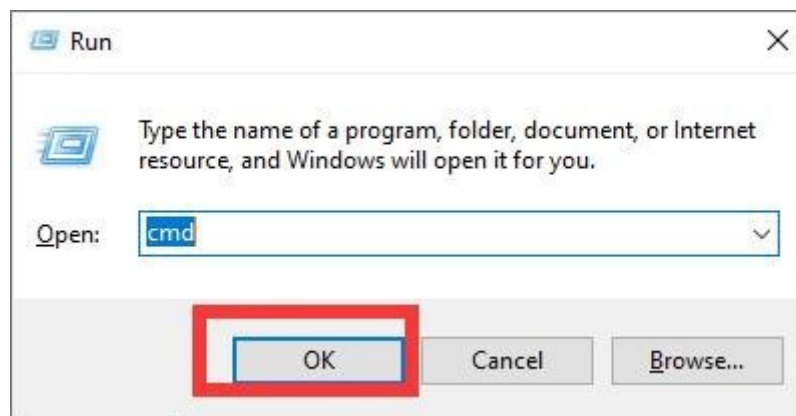 Run
Type the name of a program, folder, document, or Internet
resource, and Windows will open it for you.
Open: cmd
OK Cancel Browse...